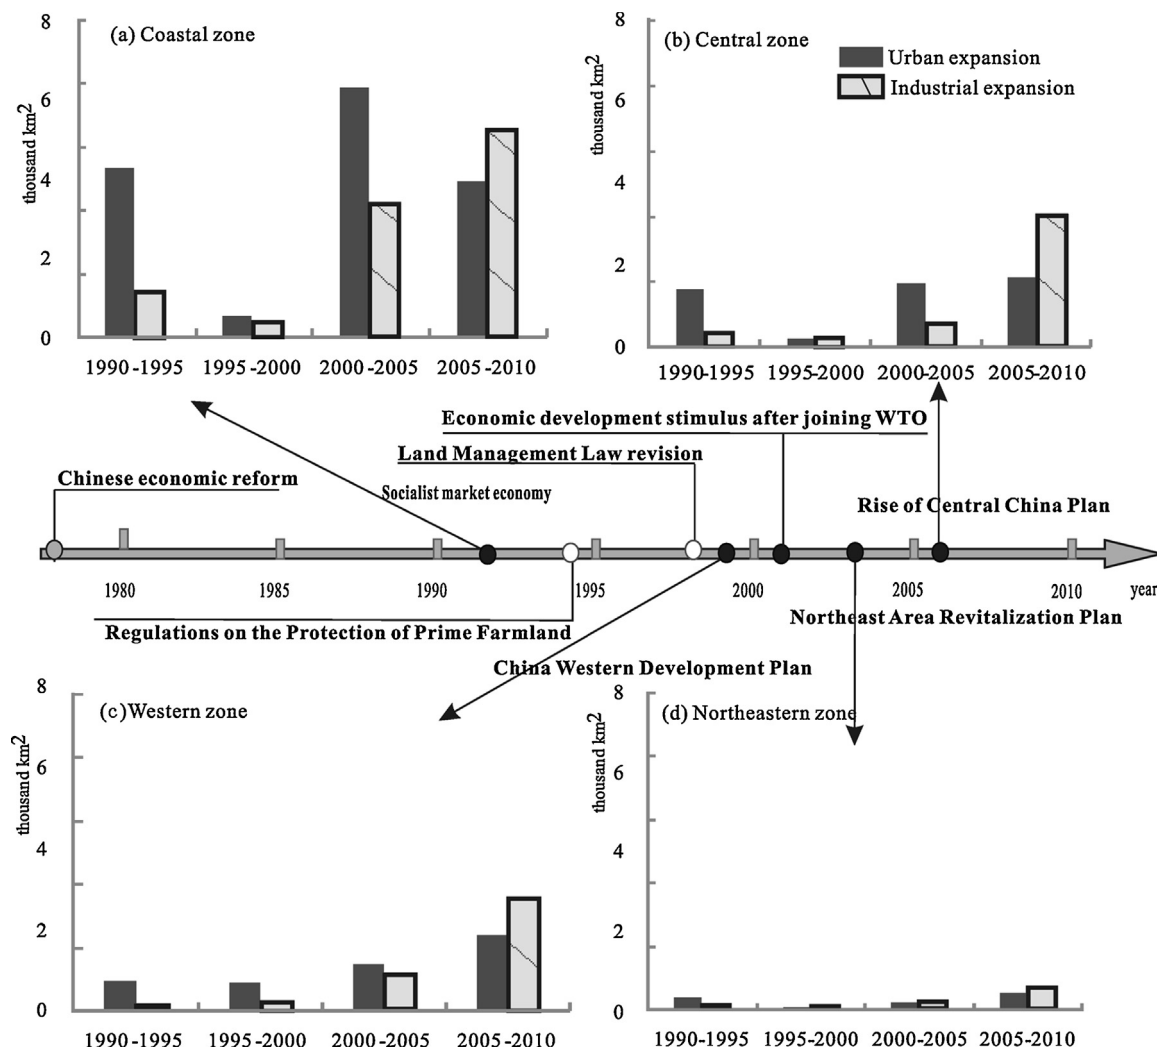 8
(a) Coastal zone
6
thousand km2
4
2
0
1990-1995
1995-2000
2000-2005
2005-2010
8
(b) Central zone
Urban expansion
Industrial expansion
6
thousand km2
4
2
0
1990-1995
1995-2000
2000-2005
2005-2010
Economic development stimulus after joining WTO
Land Management Law revision
Chinese economic reform
Socialist market economy
Rise of Central China Plan
1980
1985
1990
1995
2000
2005
2010
year
Regulations on the Protection of Prime Farmland
Northeast Area Revitalization Plan
China Western Development Plan
8
(c)Western zone
6
thousand km2
4
2
0
1990-1995
1995-2000
2000-2005
2005-2010
8
(d) Northeastern zone
6
thousand km2
4
2
0
1990-1995
1995-2000
2000-2005
2005-2010